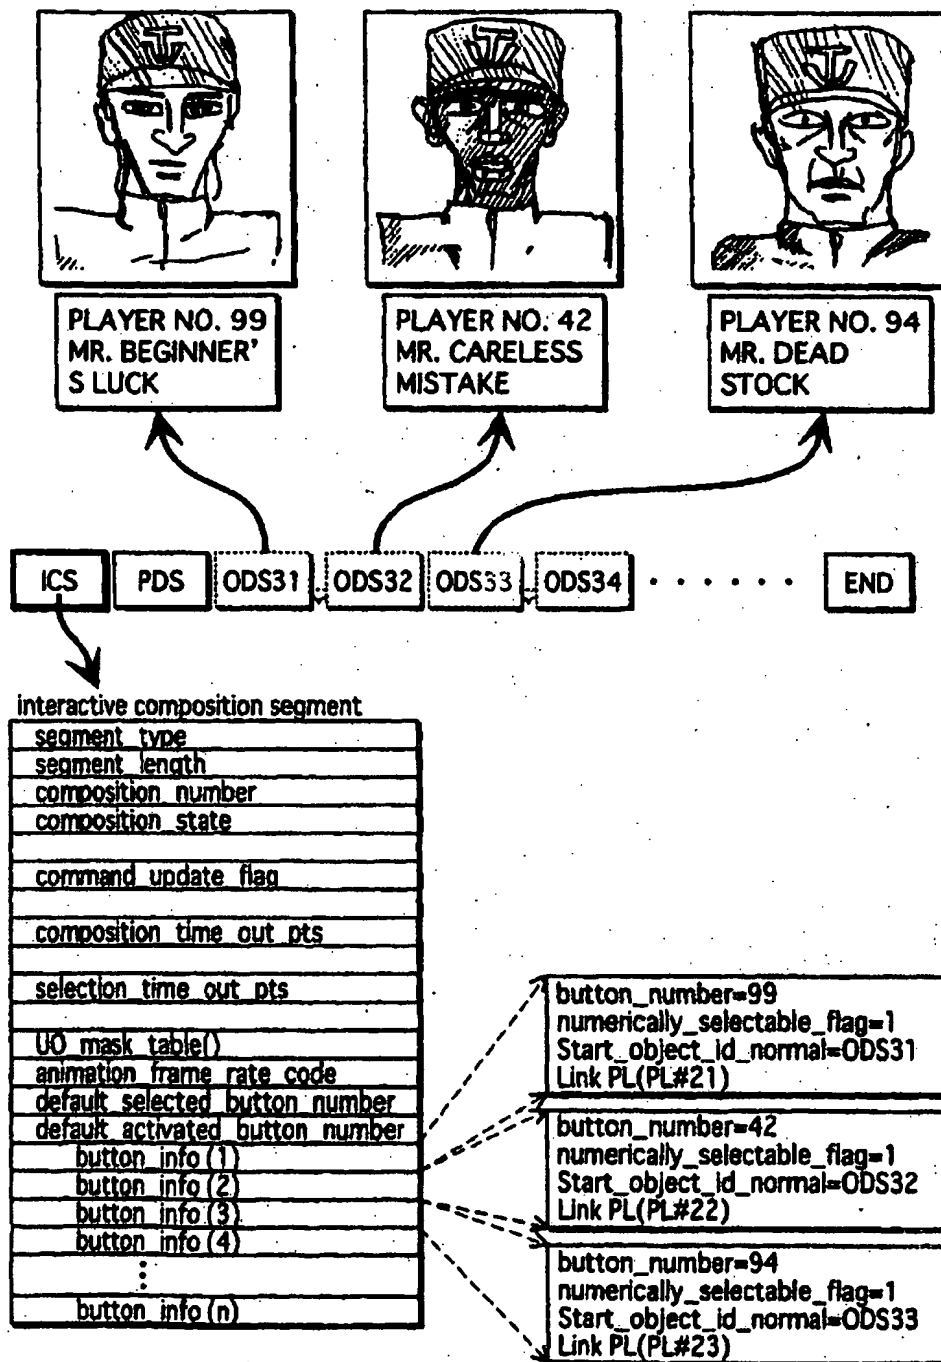 PLAYER NO. 99
MR. BEGINNER'
S LUCK
PLAYER NO. 42
MR. CARELESS
MISTAKE
PLAYER NO. 94
MR. DEAD
STOCK
ICS
PDS
ODS31
ODS32
ODS33
ODS34
. . . . . . .
END
interactive composition segment
segment_type
segment_length
composition_number
composition_state
command_update_flag
composition_time_out_pts
selection_time_out_pts
UO_mask_table()
animation_frame_rate_code
default_selected_button_number
default_activated_button_number
button_info(1)
button_info(2)
button_info(3)
button_info(4)
button_info(n)
button_number=99
numerically_selectable_flag=1
Start_object_id_normal=ODS31
Link PL(PL#21)
button_number=42
numerically_selectable_flag=1
Start_object_id_normal=ODS32
Link PL(PL#22)
button_number=94
numerically_selectable_flag=1
Start_object_id_normal=ODS33
Link PL(PL#23)